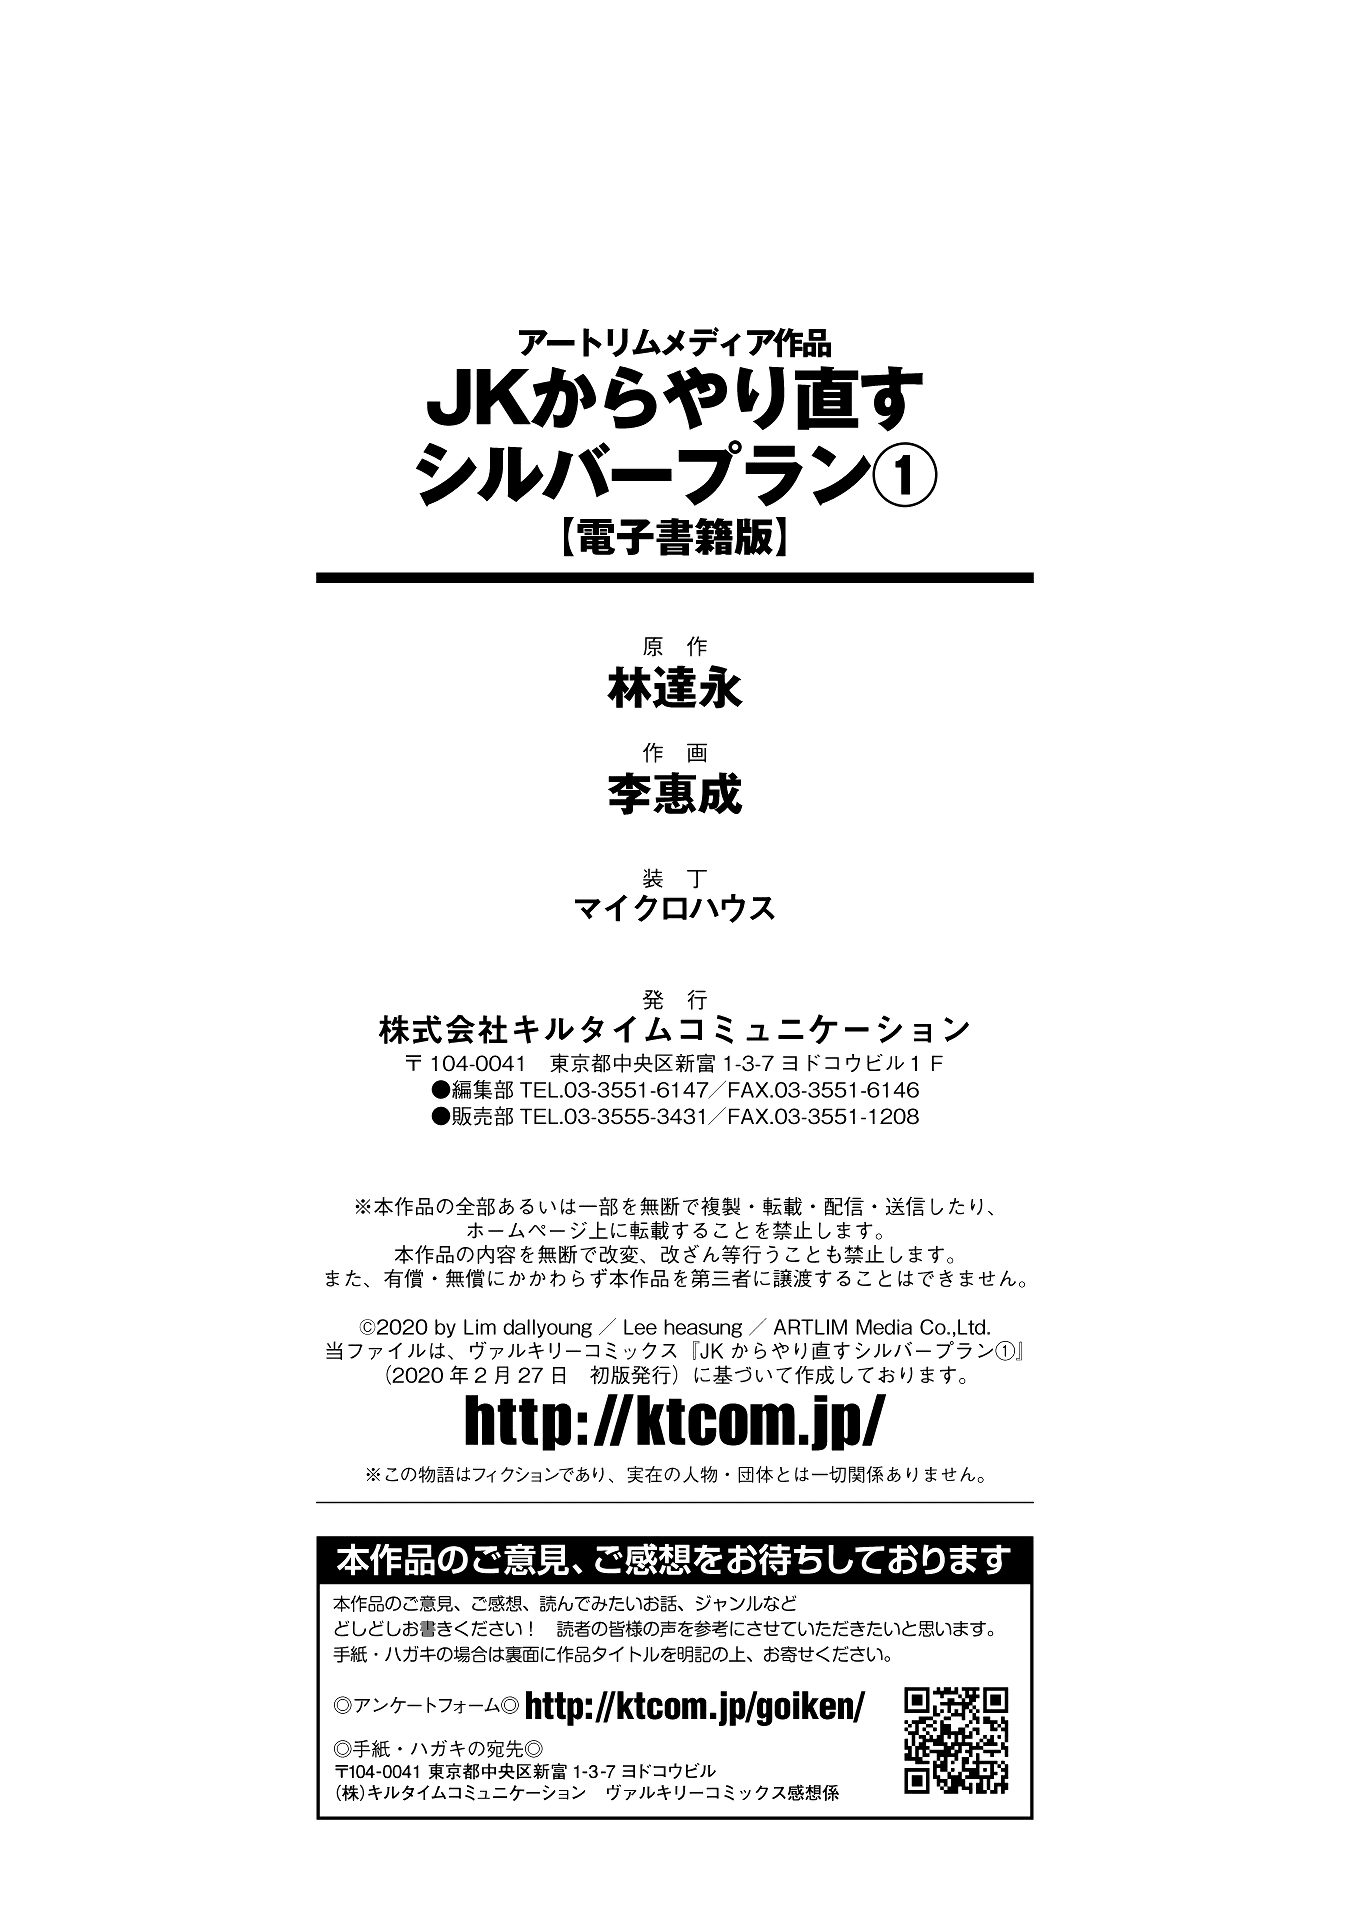 アートリムメディア作品
JKからやり直す
シルバープラン①
【電子書籍版】
原　作
林達永
作　画
李惠成
装　丁
マイクロハウス
発　行
株式会社キルタイムコミュニケーション
〒104-0041　東京都中央区新富1-3-7ヨドコウビル1F
●編集部TEL.03-3551-6147／FAX.03-3551-6146
●販売部TEL.03-3555-3431／FAX.03-3551-1208
※本作品の全部あるいは一部を無断で複製・転載・配信・送信したり、
ホームページ上に転載することを禁止します。
本作品の内容を無断で改変、改ざん等行うことも禁止します。
また、有償・無償にかかわらず本作品を第三者に譲渡することはできません。
©2020 by Lim dallyoung ／ Lee heasung ／ ARTLIM Media Co.,Ltd.
当ファイルは、ヴァルキリーコミックス『JKからやり直すシルバープラン①』
（2020年2月27日　初版発行）に基づいて作成しております。
http://ktcom.jp/
※この物語はフィクションであり、実在の人物・団体とは一切関係ありません。
本作品のご意見、ご感想をお待ちしております
本作品のご意見、ご感想、読んでみたいお話、ジャンルなど
どしどしお書きください！　読者の皆様の声を参考にさせていただきたいと思います。
手紙・ハガキの場合は裏面に作品タイトルを明記の上、お寄せください。
◎アンケートフォーム◎ http://ktcom.jp/goiken/
◎手紙・ハガキの宛先◎
〒104-0041 東京都中央区新富1-3-7ヨドコウビル
(株)キルタイムコミュニケーション　ヴァルキリーコミックス感想係